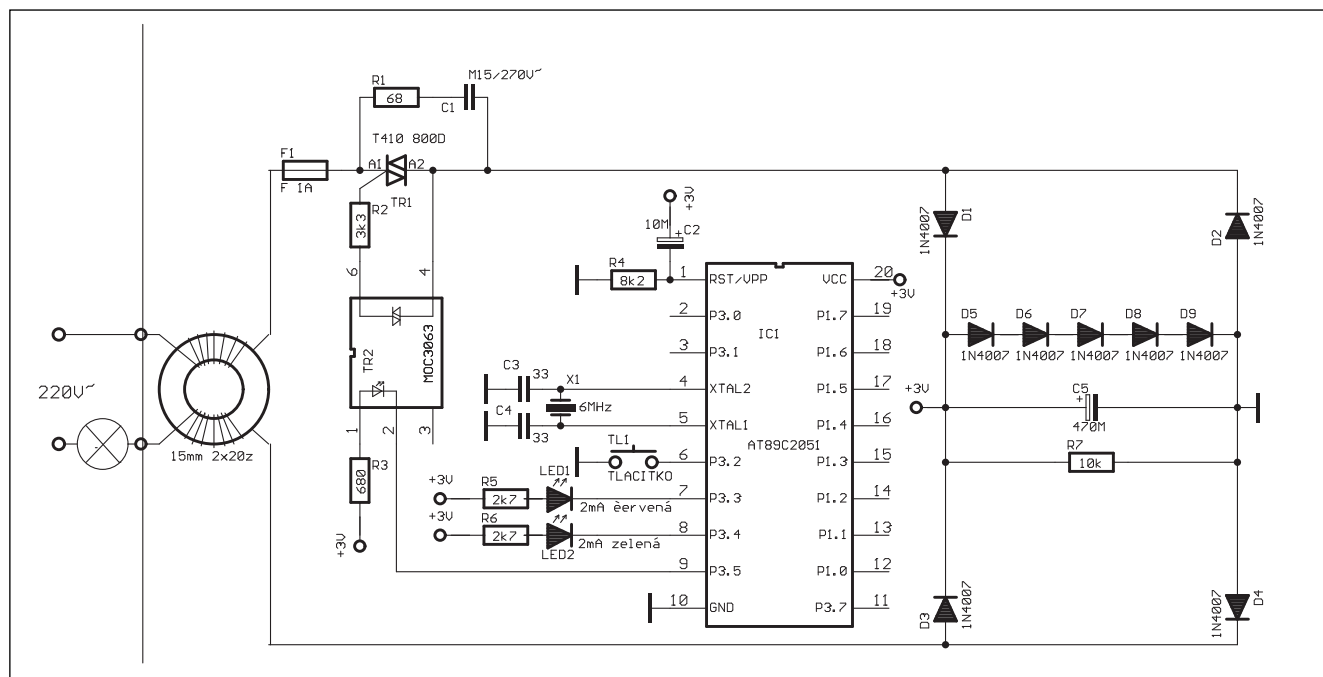 M15/270V~
R1
68
C1
T410 800D
F1
F 1A
A1
A2
TR1
R2
3k3
6
4
TR2
MOC3063
1
2
3
R3
680
+3V
220V~
15mm 2x20z
+3V
10M
+
C2
R4
8k2
1
RST/VPP
VCC
20
+3V
2
P3.0
P1.7
19
IC1
3
P3.1
P1.6
18
C3
33
X1
4
XTAL2
P1.5
17
6MHz
C4
33
5
XTAL1
P1.4
16
AT89C2051
TL1
TLACITKO
6
P3.2
P1.3
15
+3V
R5
2k7
LED1
7
P3.3
P1.2
14
2mA èervená
+3V
R6
2k7
LED2
8
P3.4
P1.1
13
2mA zelená
9
P3.5
P1.0
12
10
GND
P3.7
11
D1
1N4007
D2
1N4007
D5
D6
D7
D8
D9
1N4007
1N4007
1N4007
1N4007
1N4007
+3V
C5
+
470M
R7
10k
D3
1N4007
D4
1N4007